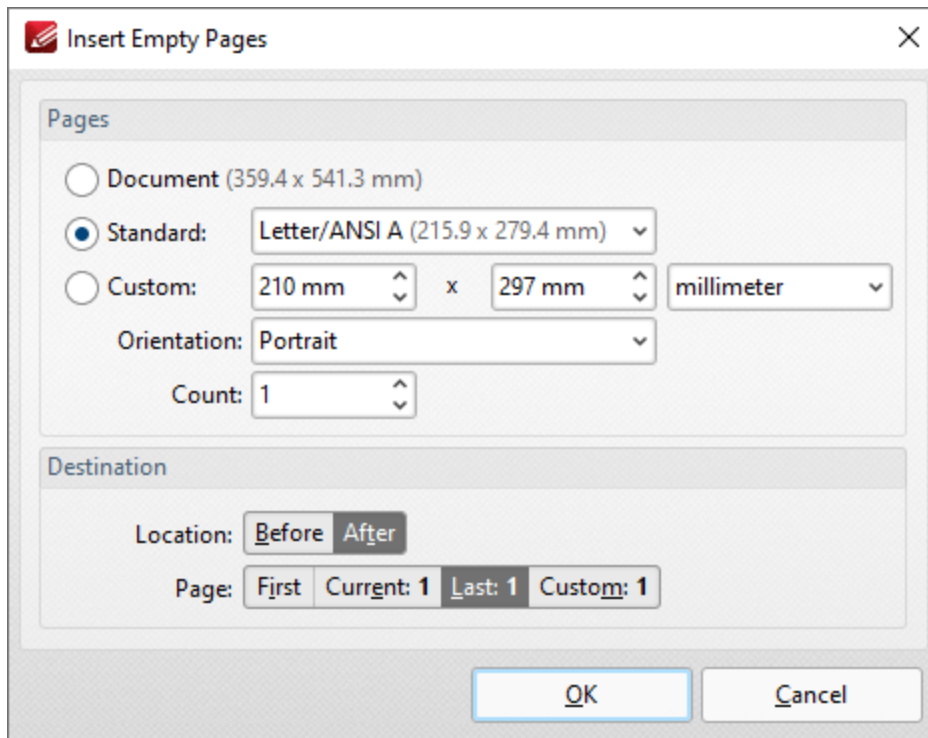 Insert Empty Pages
Pages
Document (359.4 x 541.3 mm)
Standard: Letter/ANSI A (215.9 x 279.4 mm)
Custom: 210 mm x 297 mm millimeter
Orientation: Portrait
Count: 1
Destination
Location: Before After
Page: First Current: 1 Last: 1 Custom: 1
OK Cancel